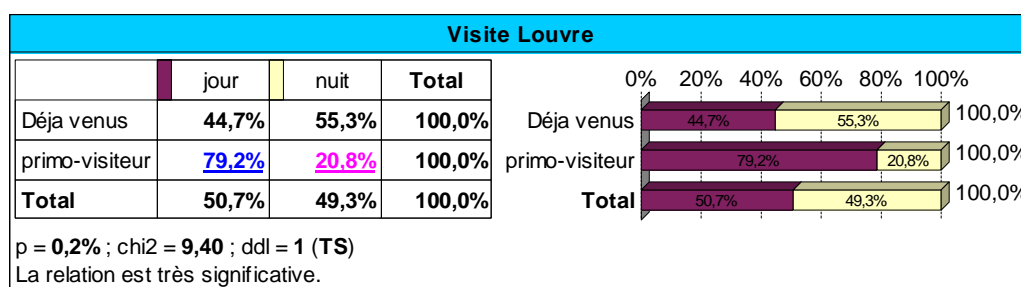 Visite Louvre
jour nuit Total
Déja venus 44,7% 55,3% 100,0%
primo-visiteur 79,2% 20,8% 100,0%
Total 50,7% 49,3% 100,0%
0% 20% 40% 60% 80% 100%
Déja venus 44,7% 55,3% 100,0%
primo-visiteur 79,2% 20,8% 100,0%
Total 50,7% 49,3% 100,0%
p = 0,2% ; chi2 = 9,40 ; ddl = 1 (TS)
La relation est très significative.